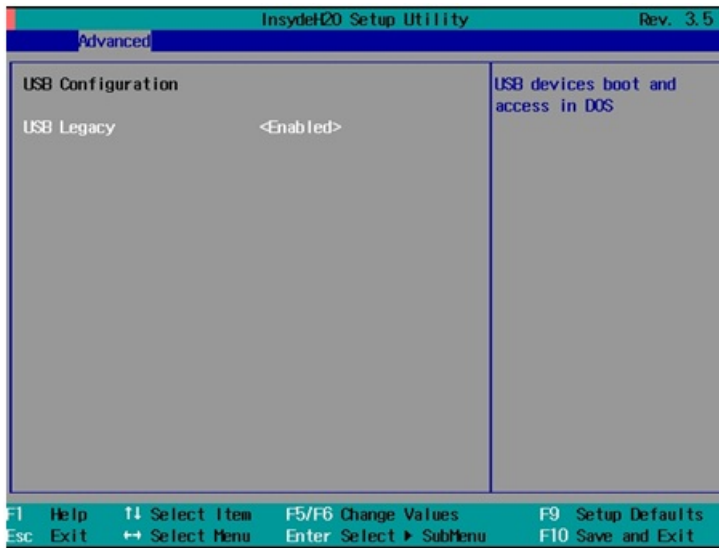 InsydeH2O Setup Utility Rev. 3.5
Advanced
USB Configuration
USB Legacy <Enabled>
USB devices boot and
access in DOS
F1 Help ↑↓ Select Item F5/F6 Change Values F9 Setup Defaults
Esc Exit ↔ Select Menu Enter Select ▶ SubMenu F10 Save and Exit